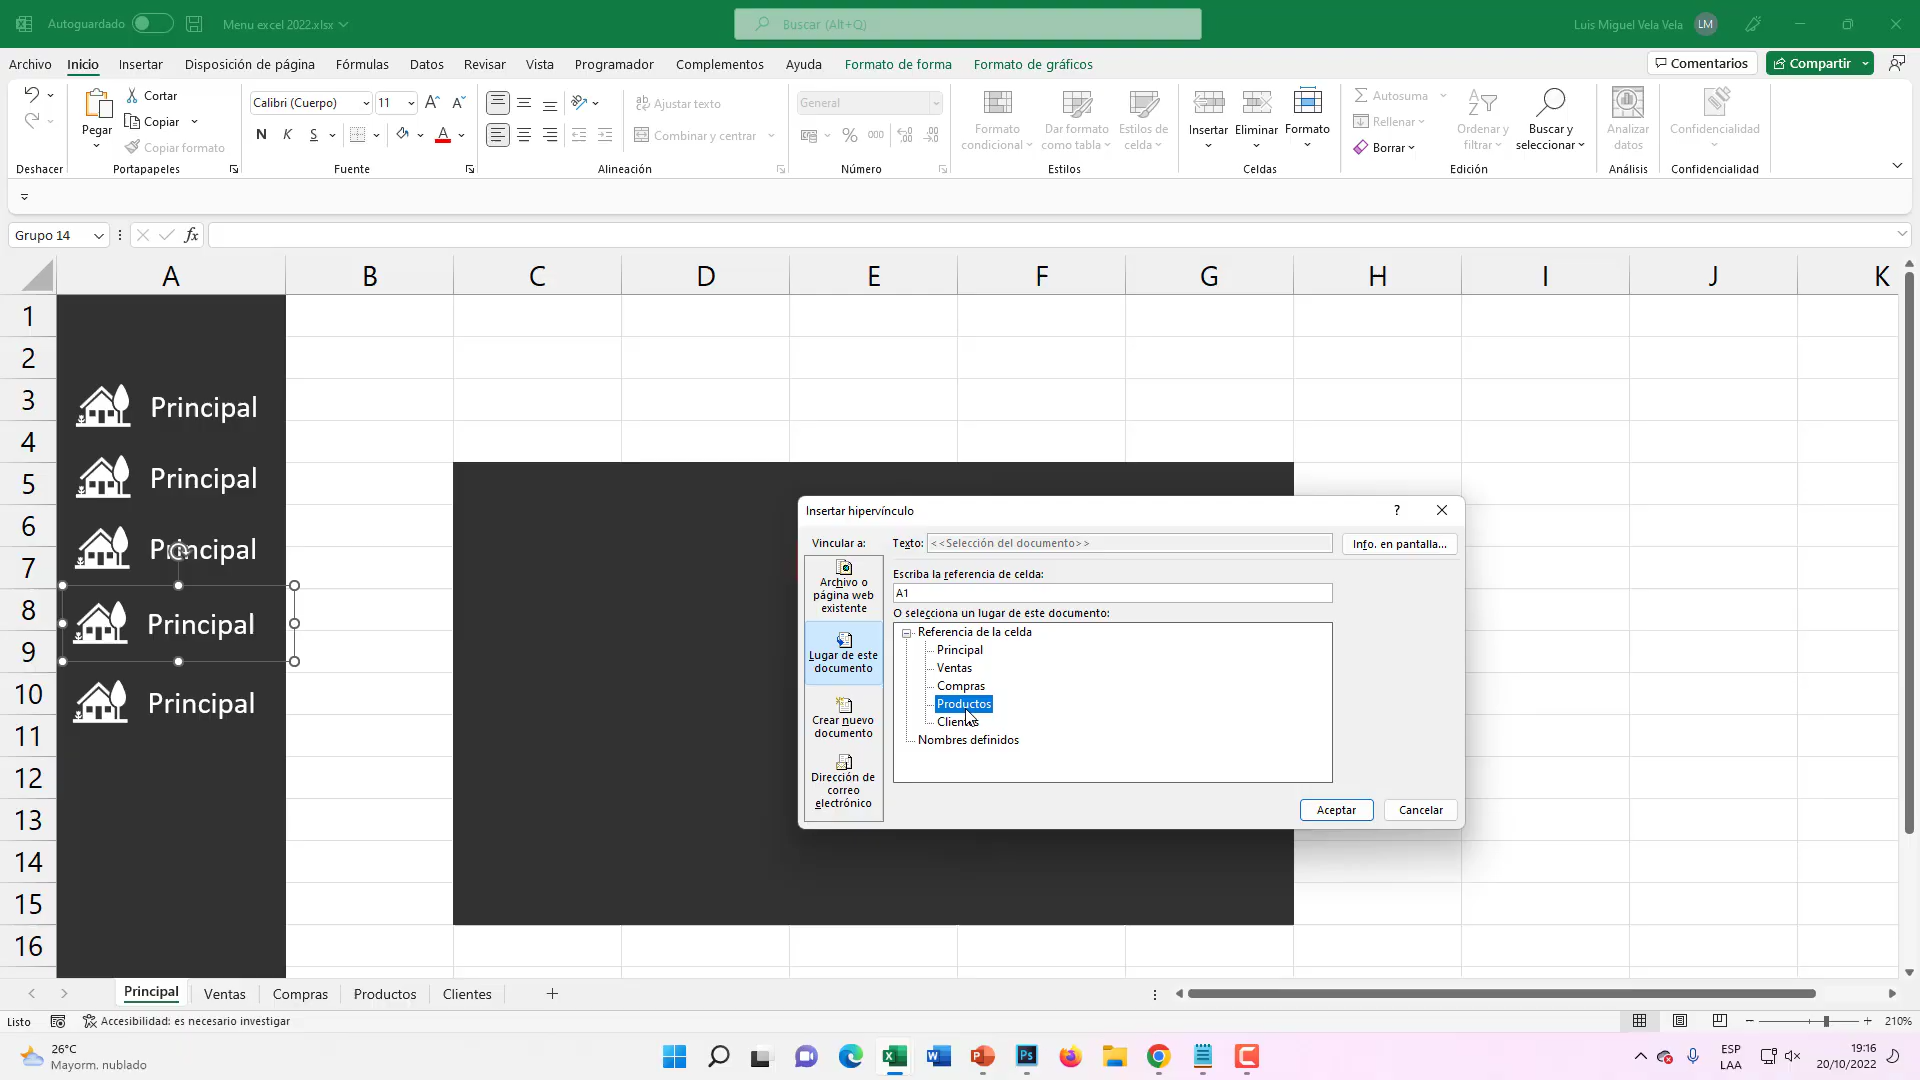 Autoguardado
Menu excel 2022.xlsx
Buscar (Alt+Q)
Luis Miguel Vela Vela
LM
Archivo
Inicio
Insertar
Disposición de página
Fórmulas
Datos
Revisar
Vista
Programador
Complementos
Ayuda
Formato de forma
Formato de gráficos
Comentarios
Compartir
Deshacer
Pegar
Cortar
Copiar
Copiar formato
Portapapeles
Calibri (Cuerpo)
11
N K S
Fuente
Ajustar texto
Combinar y centrar
Alineación
General
% 000
Número
Formato condicional
Dar formato como tabla
Estilos de celda
Estilos
Insertar
Eliminar
Formato
Celdas
Autosuma
Rellenar
Borrar
Ordenar y filtrar
Buscar y seleccionar
Edición
Analizar datos
Análisis
Confidencialidad
Confidencialidad
Grupo 14
fx
A B C D E F G H I J K
1
2
3
4
5
6
7
8
9
10
11
12
13
14
15
16
Principal
Principal
Principal
Principal
Principal
Insertar hipervínculo
?
Vincular a:
Texto:
<<Selección del documento>>
Info. en pantalla...
Archivo o
página web
existente
Lugar de este
documento
Crear nuevo
documento
Dirección de
correo
electrónico
Escriba la referencia de celda:
A1
O selecciona un lugar de este documento:
Referencia de la celda
Principal
Ventas
Compras
Productos
Clientes
Nombres definidos
Aceptar
Cancelar
Principal
Ventas
Compras
Productos
Clientes
Listo
Accesibilidad: es necesario investigar
210%
26°C
Mayorm. nublado
ESP
LAA
19:16
20/10/2022